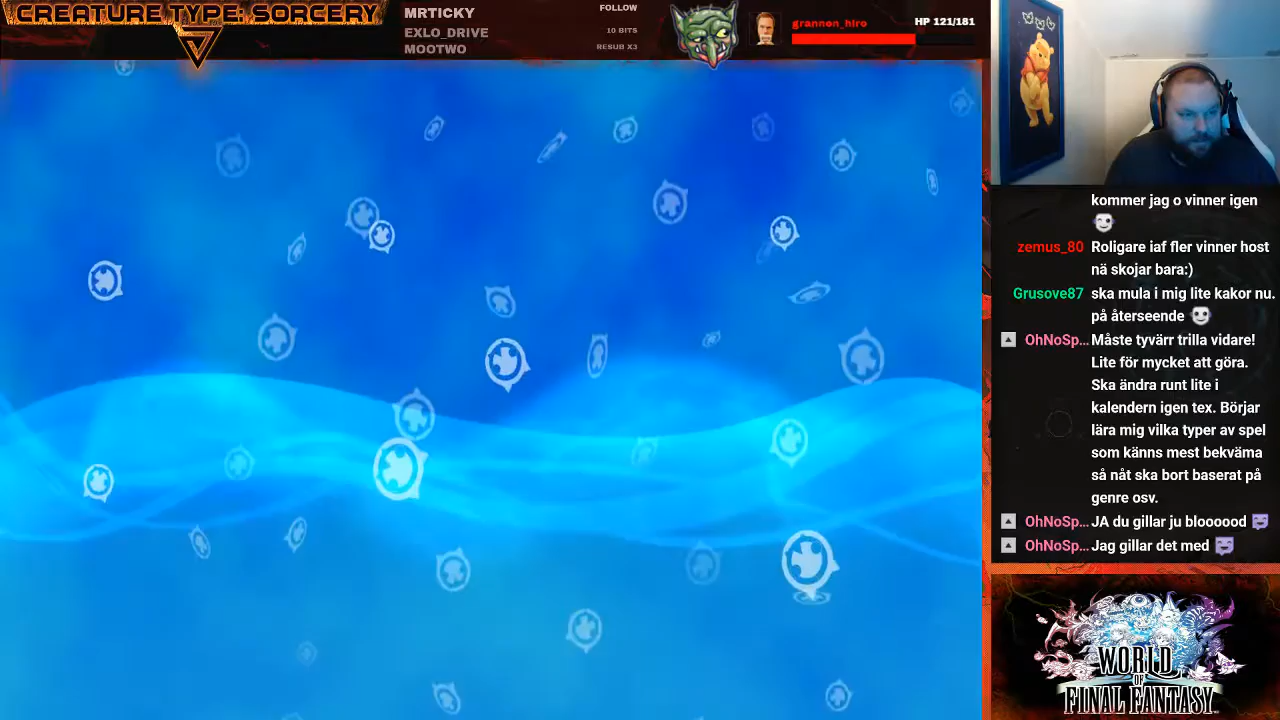 CREATURE TYPE: SORCERY
MRTICKY
FOLLOW
EXLO_DRIVE
10 BITS
MOOTWO
RESUB X3
grannon_hiro
HP 121/181
kommer jag o vinner igen
zemus_80 Roligare iaf fler vinner host
nä skojar bara:)
Grusove87 ska mula i mig lite kakor nu.
på återseende
OhNoSp... Måste tyvärr trilla vidare!
Lite för mycket att göra.
Ska ändra runt lite i
kalendern igen tex. Börjar
lära mig vilka typer av spel
som känns mest bekväma
så nåt ska bort baserat på
genre osv.
OhNoSp... JA du gillar ju bloooood
OhNoSp... Jag gillar det med
WORLD
OF
FINAL FANTASY